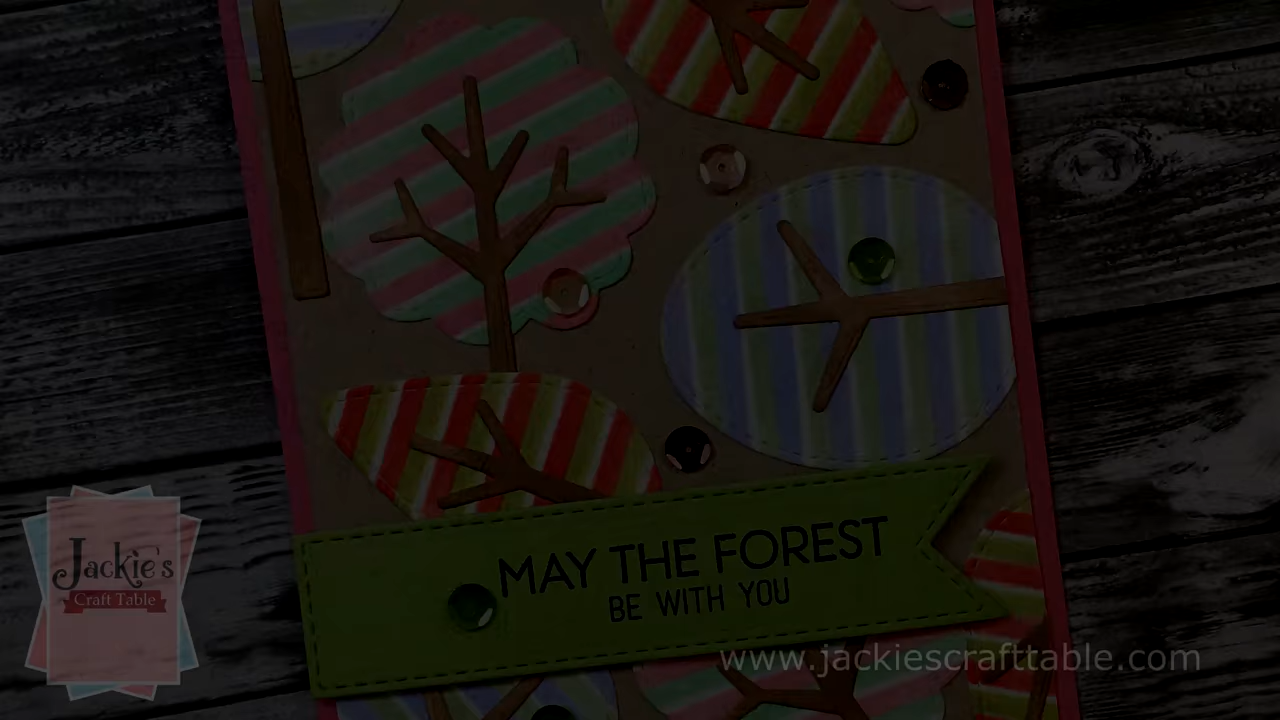 MAY THE FOREST
BE WITH YOU
Jackie's
Craft Table
www.jackiescrafttable.com